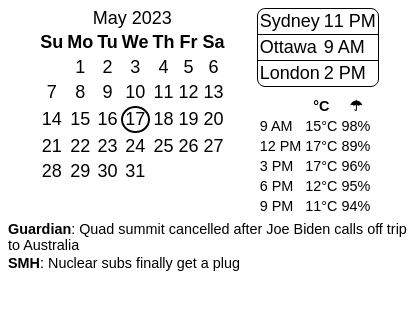 May 2023
Su Mo Tu We Th Fr Sa
1 2 3 4 5 6
7 8 9 10 11 12 13
14 15 16 17 18 19 20
21 22 23 24 25 26 27
28 29 30 31
Sydney 11 PM
Ottawa 9 AM
London 2 PM
°C ☂
9 AM 15°C 98%
12 PM 17°C 89%
3 PM 17°C 96%
6 PM 12°C 95%
9 PM 11°C 94%
Guardian: Quad summit cancelled after Joe Biden calls off trip
to Australia
SMH: Nuclear subs finally get a plug